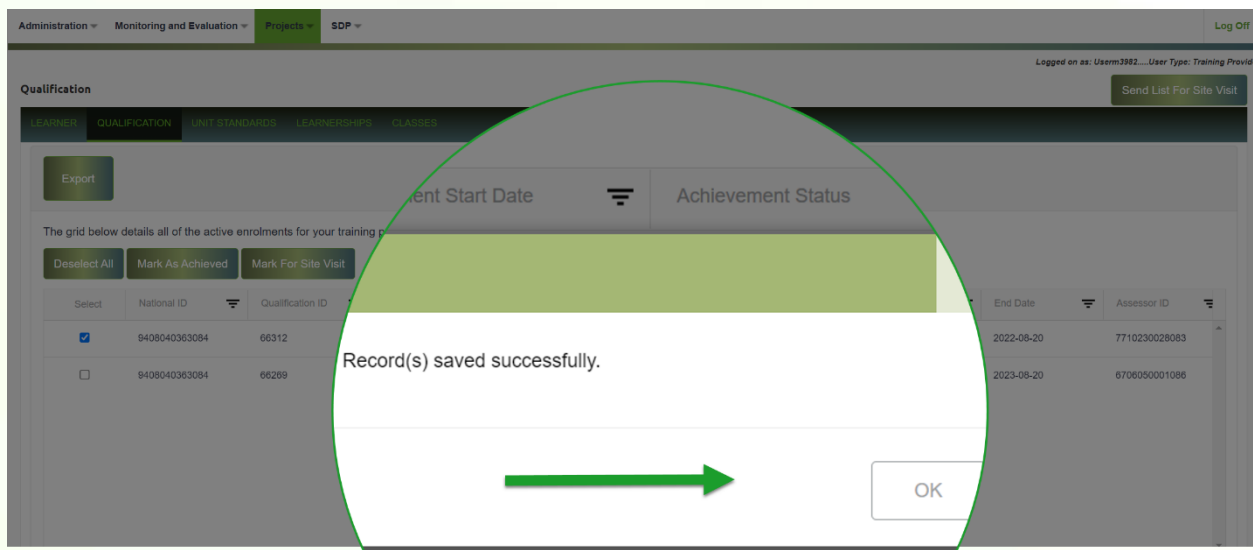 Administration Monitoring and Evaluation Projects SDP Log Off
Logged on as: Userm3982....User Type: Training Provid
Qualification Send List For Site Visit
LEARNER QUALIFICATION UNIT STANDARDS LEARNERSHIPS CLASSES
Export
ent Start Date Achievement Status
The grid below details all of the active enrolments for your training p
Deselect All Mark As Achieved Mark For Site Visit
Select National ID Qualification ID End Date Assessor ID
9408040363084 66312 2022-08-20 7710230028083
Record(s) saved successfully.
9408040363084 66269 2023-08-20 6706050001086
OK